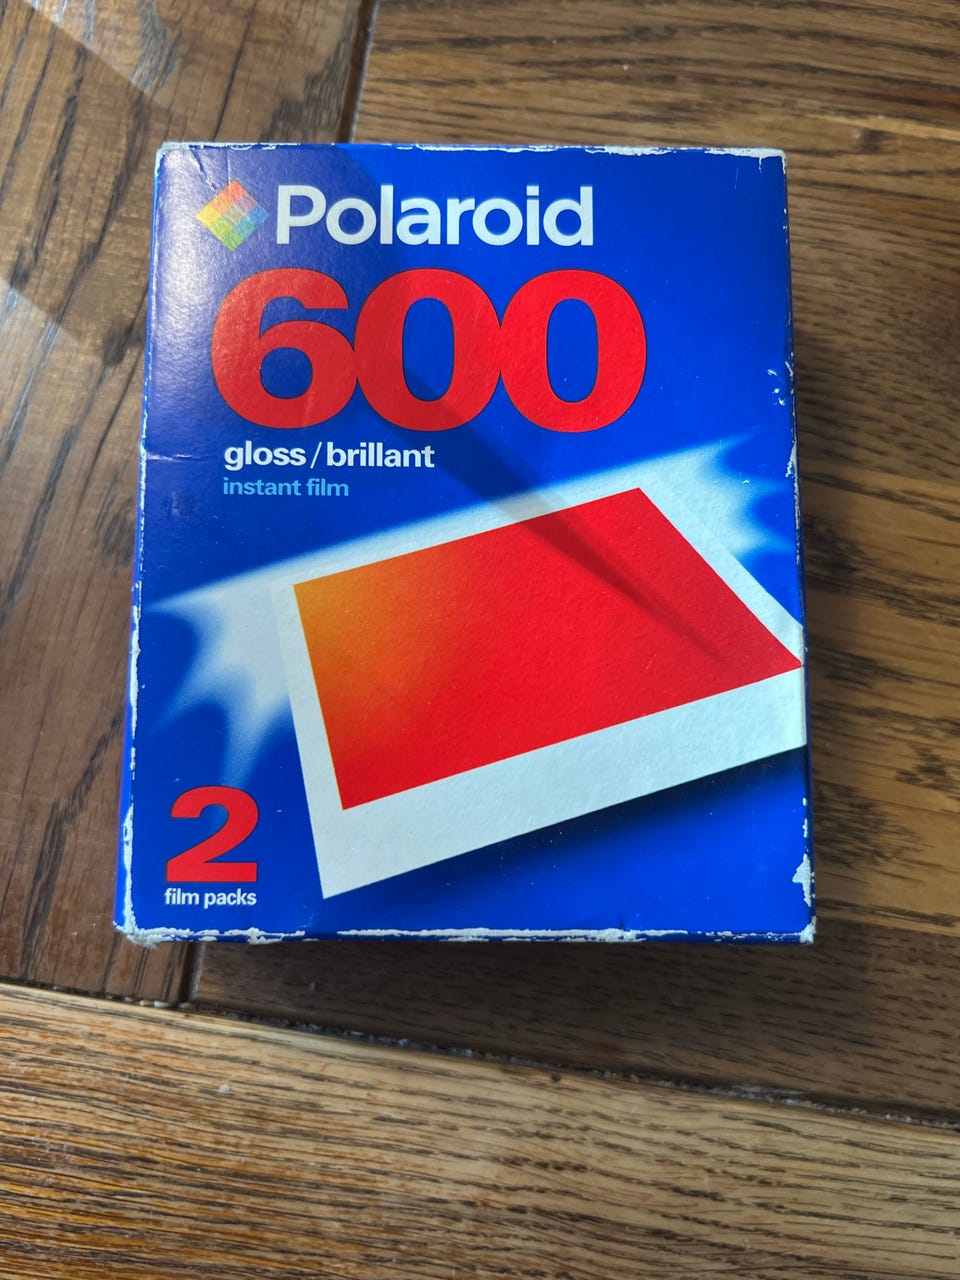 Polaroid
600
gloss / brillant
instant film
2
film packs